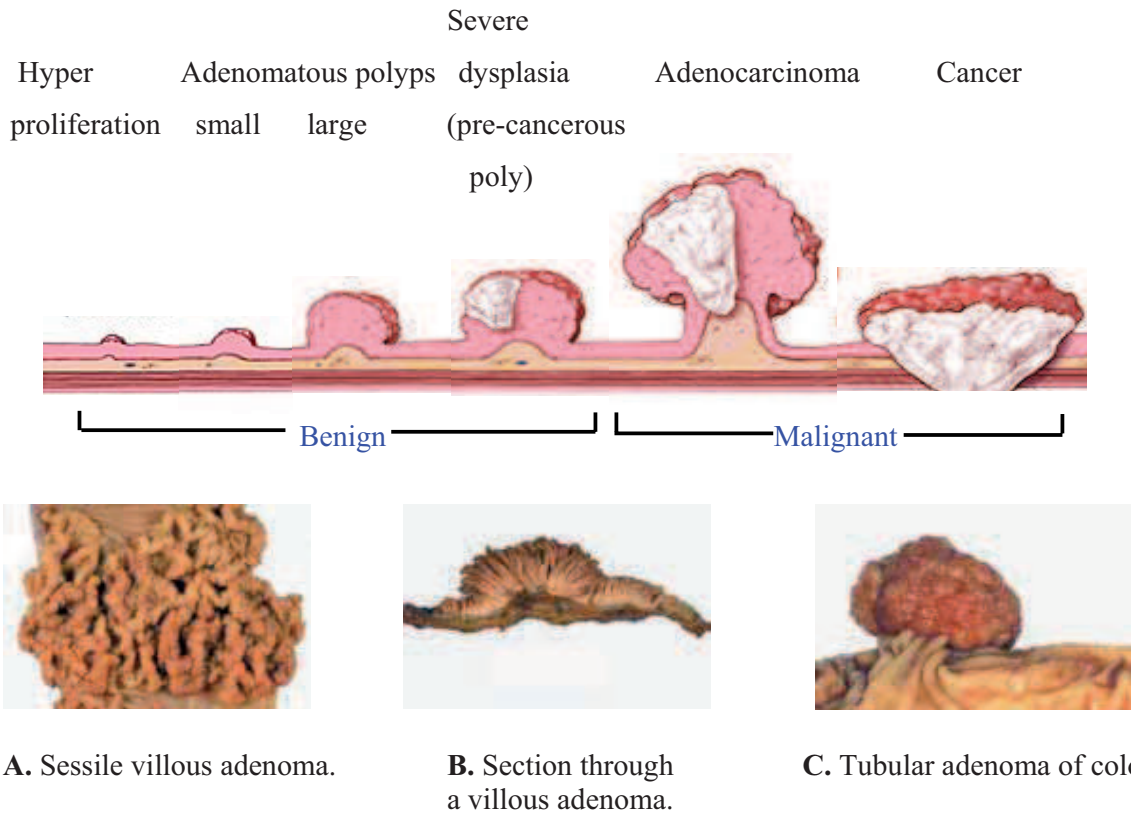 Severe
Hyper Adenomatous polyps dysplasia Adenocarcinoma Cancer
proliferation small large (pre-cancerous
poly)
Benign Malignant
A. Sessile villous adenoma. B. Section through C. Tubular adenoma of
a villous adenoma.